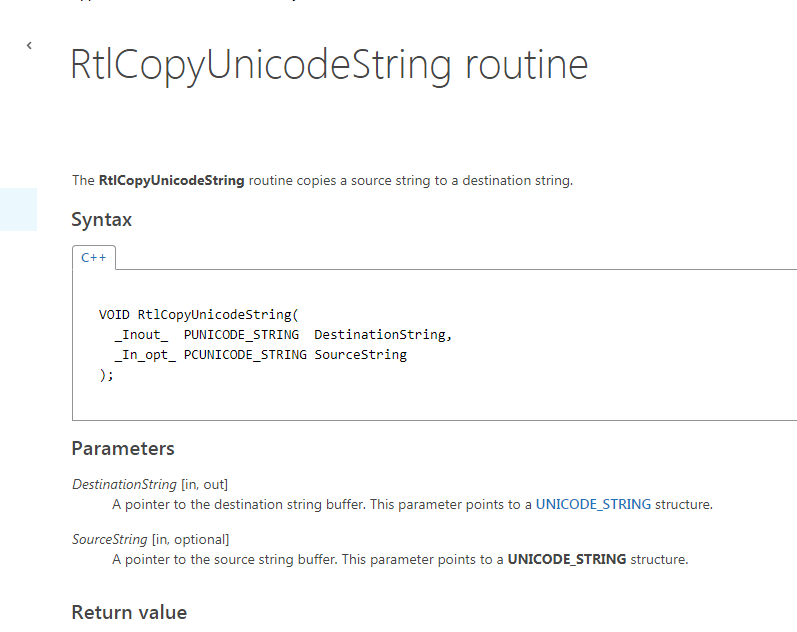 RtlCopyUnicodeString routine
The RtlCopyUnicodeString routine copies a source string to a destination string.
Syntax
C++
VOID RtlCopyUnicodeString(
  _Inout_  PUNICODE_STRING  DestinationString,
  _In_opt_ PCUNICODE_STRING SourceString
);
Parameters
DestinationString [in, out]
A pointer to the destination string buffer. This parameter points to a UNICODE_STRING structure.
SourceString [in, optional]
A pointer to the source string buffer. This parameter points to a UNICODE_STRING structure.
Return value